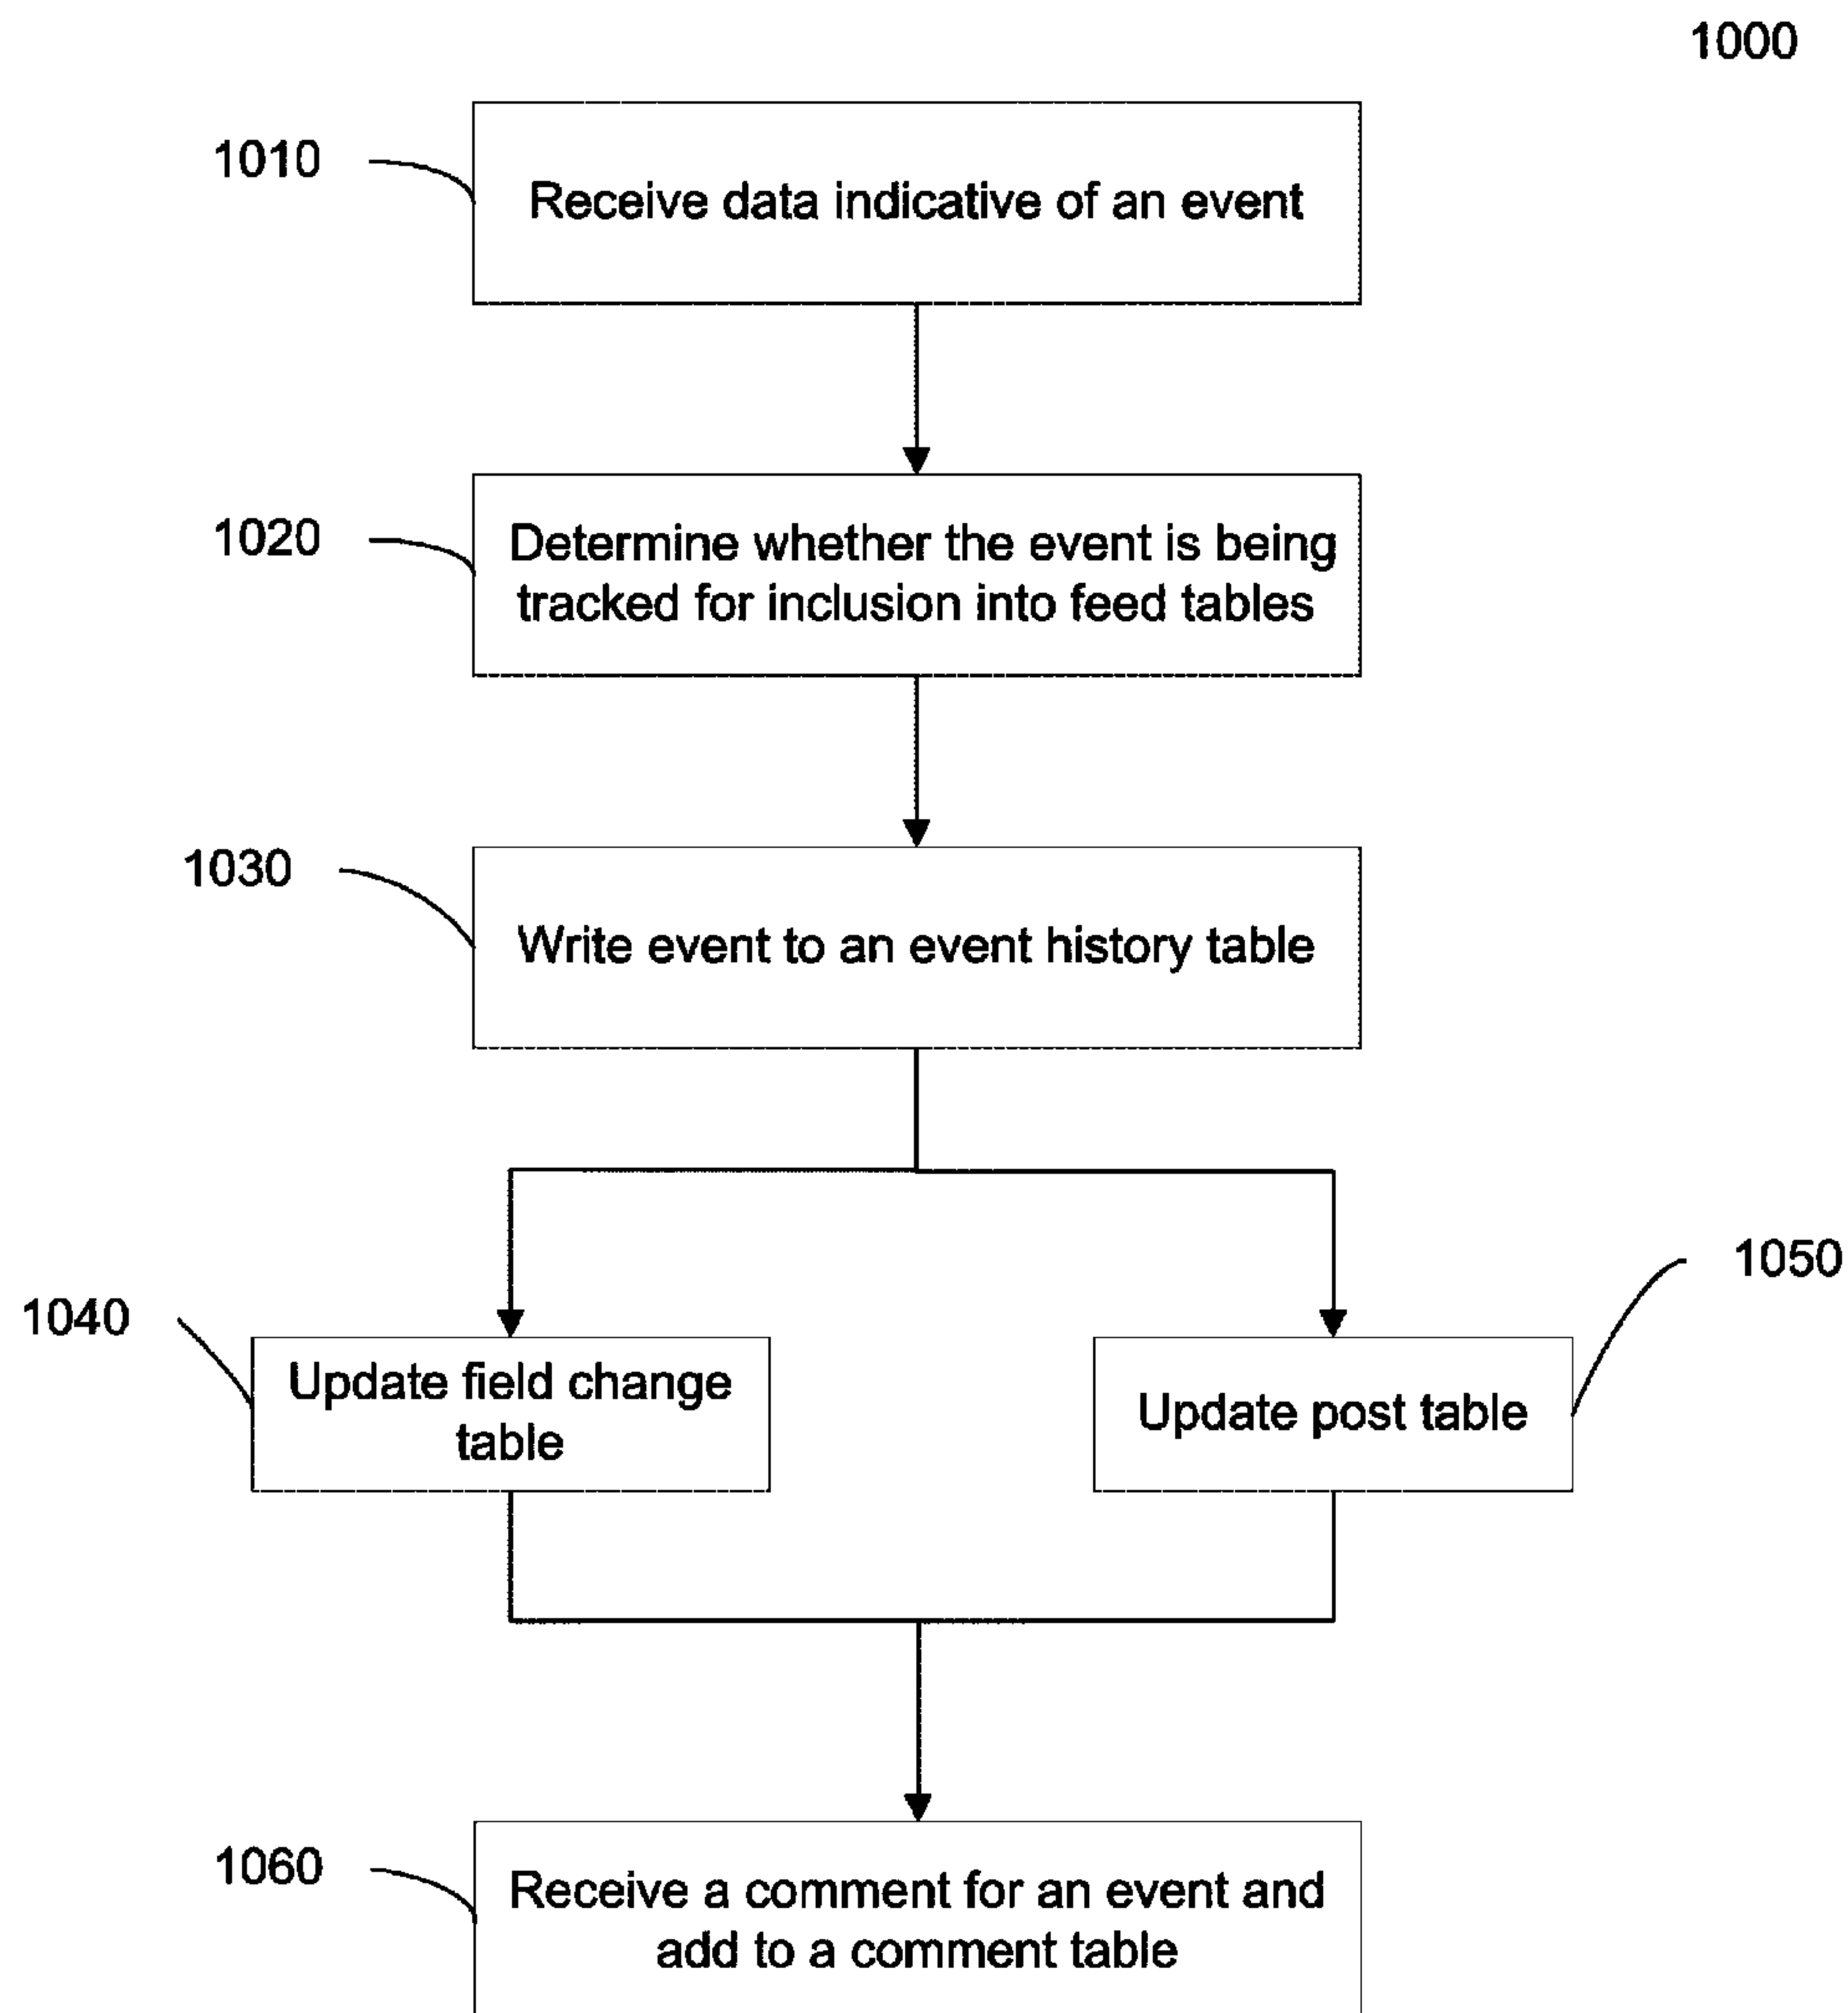 1000
1010
Receive data indicative of an event
1020
Determine whether the event is being
tracked for inclusion into feed tables
1030
Write event to an event history table
1040
Update field change
table
1050
Update post table
1060
Receive a comment for an event and
add to a comment table